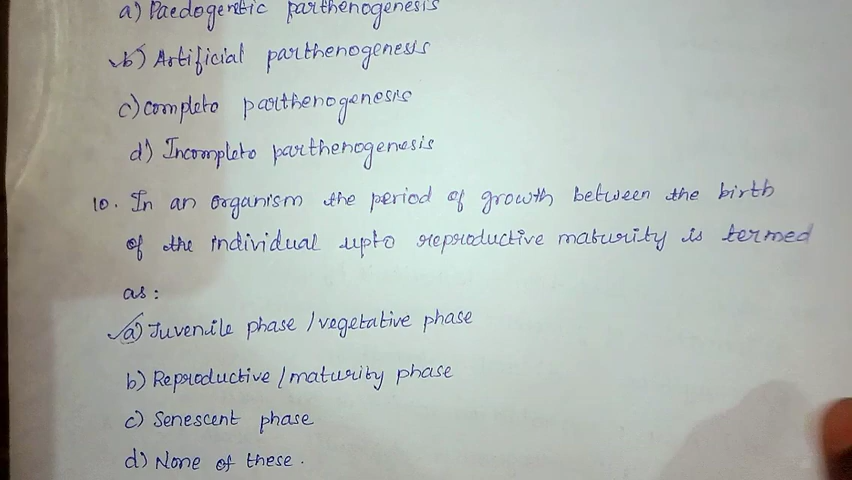 a) Paedogenetic parthenogenesis
b) Artificial parthenogenesis
c) completo parthenogenesis
d) Incompleto parthenogenesis
10. In an organism the period of growth between the birth
of the individual upto reproductive maturity is termed
as :
a) Juvenile phase / vegetative phase
b) Reproductive / maturity phase
c) Senescent phase
d) None of these .